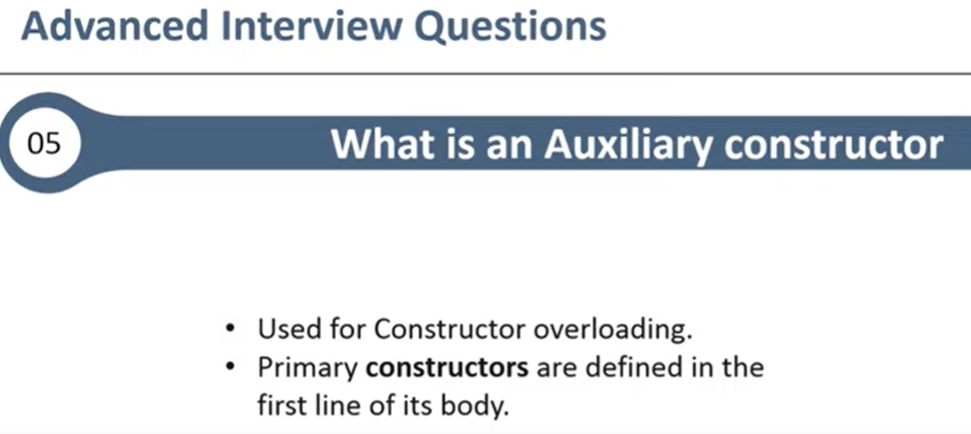 Advanced Interview Questions
05
What is an Auxiliary constructor
• Used for Constructor overloading.
• Primary constructors are defined in the
first line of its body.